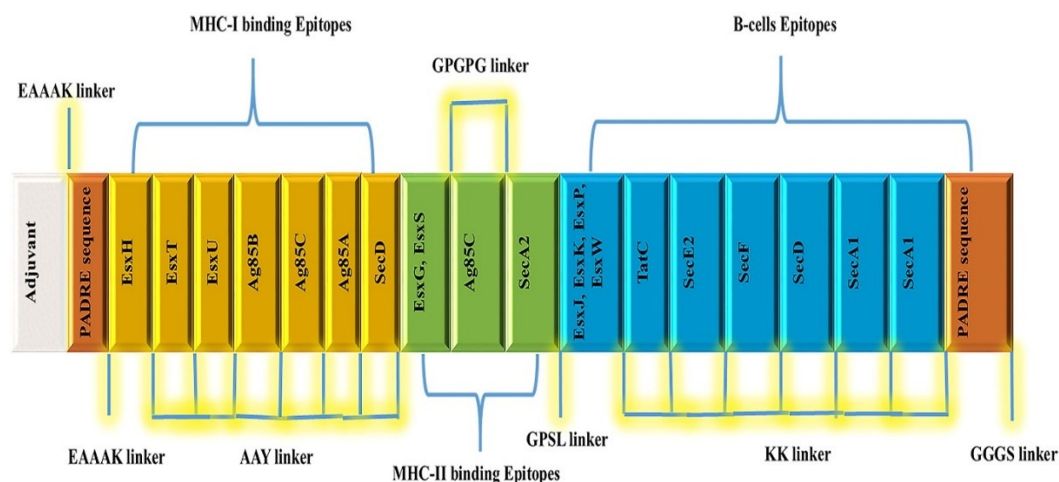 MHC-I binding Epitopes
B-cells Epitopes
GPGPG linker
EAAAK linker
Adjuvant
PADRE sequence
EsxH
EsxT
EsxU
Ag85B
Ag85C
Ag85A
SecD
EsxG, EsxS
Ag85C
SecA2
EsxJ, EsxK, EsxP,
EsxW
TatC
SecE2
SecF
SecD
SecA1
SecA1
PADRE sequence
EAAAK linker
AAY linker
MHC-II binding Epitopes
GPSL linker
KK linker
GGGS linker